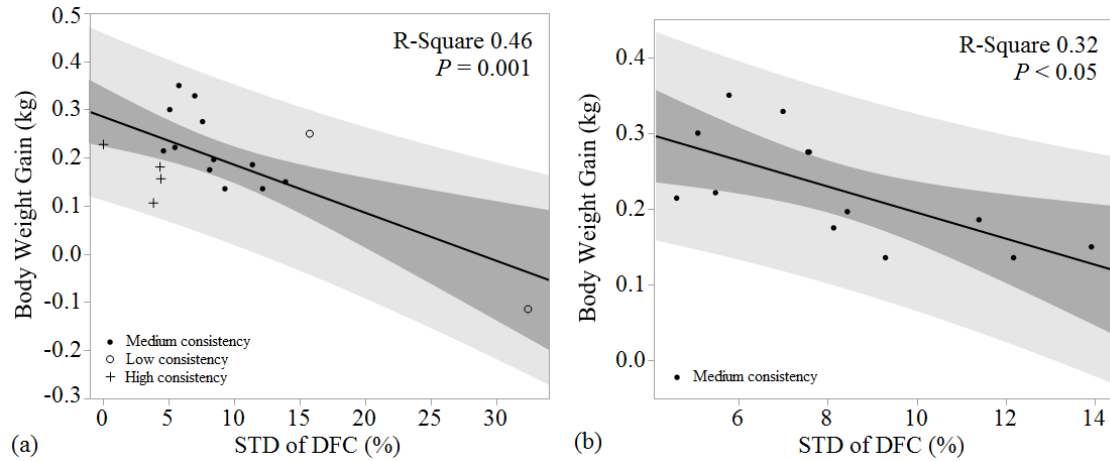 R-Square 0.46
P = 0.001
Body Weight Gain (kg)
0.5
0.4
0.3
0.2
0.1
0.0
-0.1
-0.2
-0.3
Medium consistency
Low consistency
High consistency
0 5 10 15 20 25 30
STD of DFC (%)
(a)
R-Square 0.32
P < 0.05
Body Weight Gain (kg)
0.4
0.3
0.2
0.1
0.0
Medium consistency
6 8 10 12 14
STD of DFC (%)
(b)